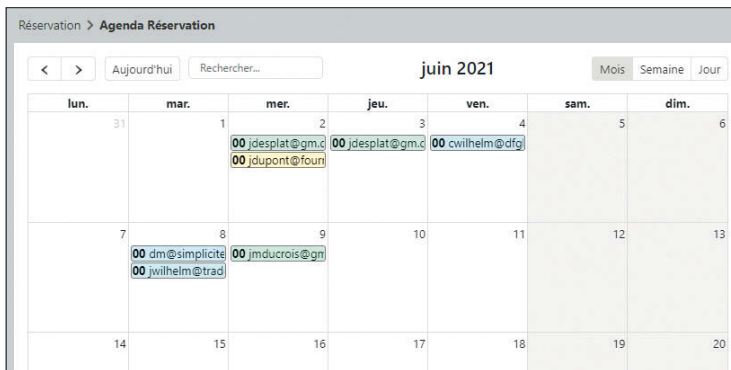 Réservation > Agenda Réservation
< > Aujourd'hui Rechercher... juin 2021 Mois Semaine Jour
lun. mar. mer. jeu. ven. sam. dim.
31 1 2 3 4 5 6
00 jdesplat@gm.c 00 jdesplat@gm.c 00 cwilhelm@dfgl
00 jdupont@fourn
7 8 9 10 11 12 13
00 dm@simplicite 00 jmducrois@gm
00 jwilhelm@trad
14 15 16 17 18 19 20